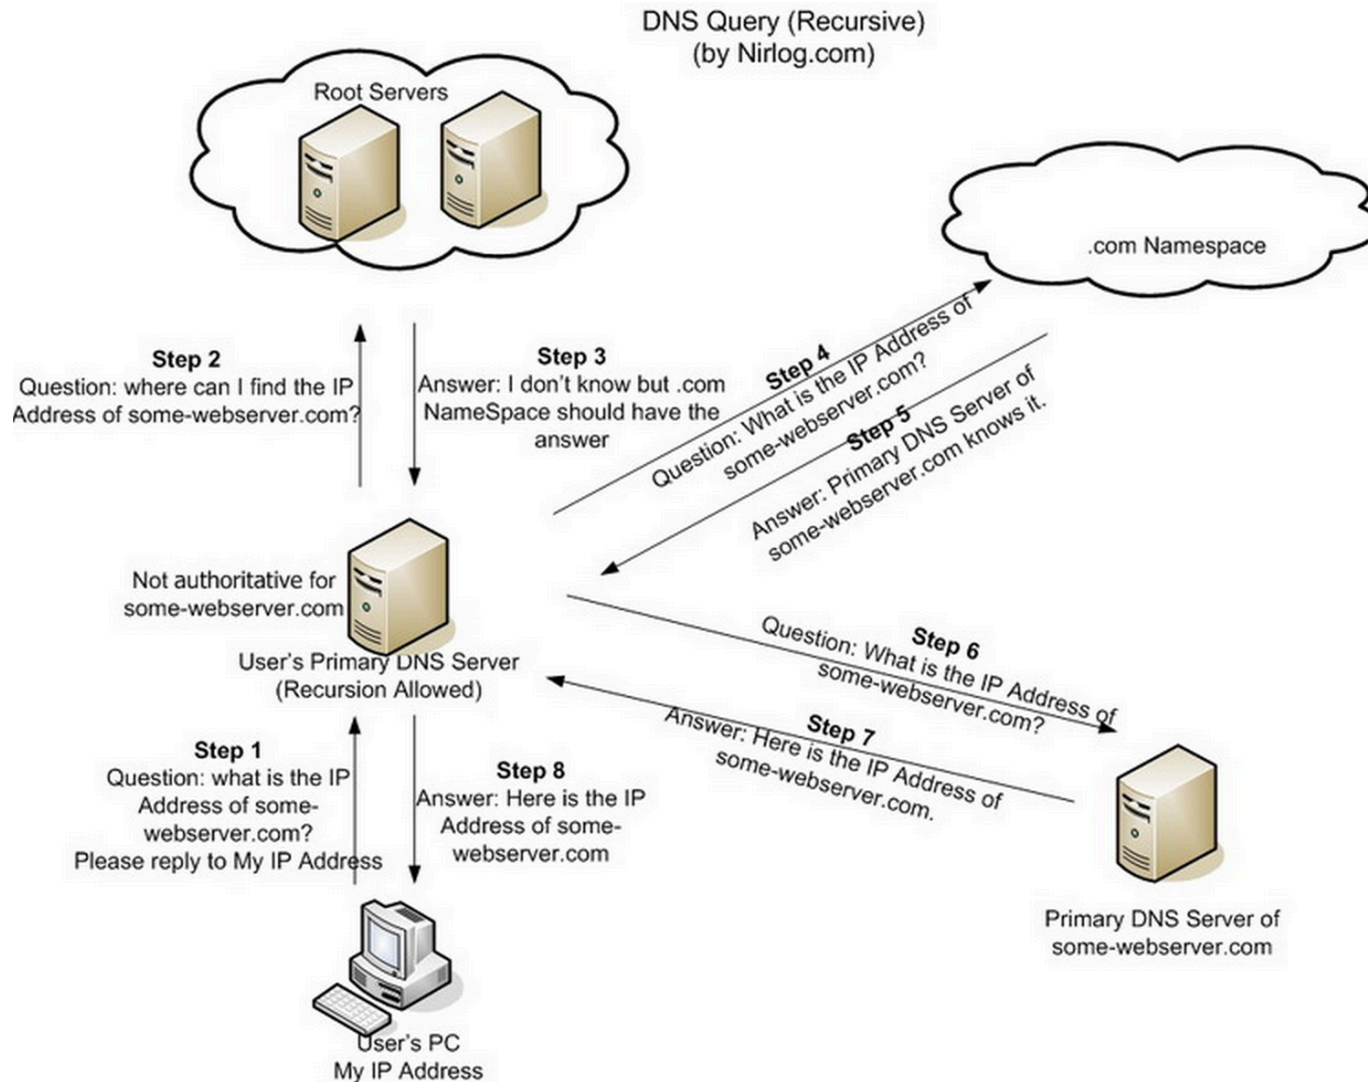 DNS Query (Recursive)
(by Nirlog.com)
Root Servers
.com Namespace
Step 2
Question: where can I find the IP
Address of some-webserver.com?
Step 3
Answer: I don't know but .com
NameSpace should have the
answer
Step 4
Question: What is the IP Address of
some-webserver.com?
Step 5
Answer: Primary DNS Server of
some-webserver.com knows it.
Not authoritative for
some-webserver.com
User's Primary DNS Server
(Recursion Allowed)
Step 6
Question: What is the IP Address of
some-webserver.com?
Step 7
Answer: Here is the IP Address of
some-webserver.com.
Step 1
Question: what is the IP
Address of some-
webserver.com?
Please reply to My IP Address
Step 8
Answer: Here is the IP
Address of some-
webserver.com
Primary DNS Server of
some-webserver.com
User's PC
My IP Address